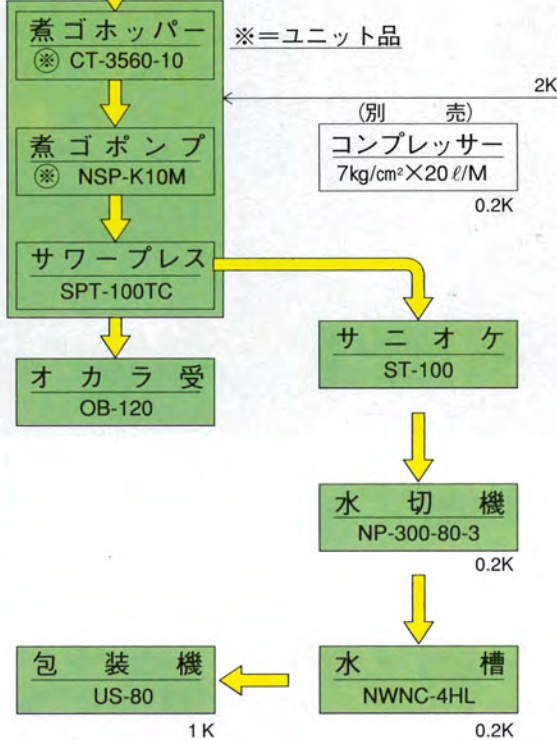 煮ゴホッパー
※ CT-3560-10
※=ユニット品
2K
煮ゴポンプ
※ NSP-K10M
(別 売)
コンプレッサー
7kg/cm²×20ℓ/M
0.2K
サワープレス
SPT-100TC
オカラ受
OB-120
サニオケ
ST-100
水切機
NP-300-80-3
0.2K
水槽
NWNC-4HL
0.2K
包装機
US-80
1K